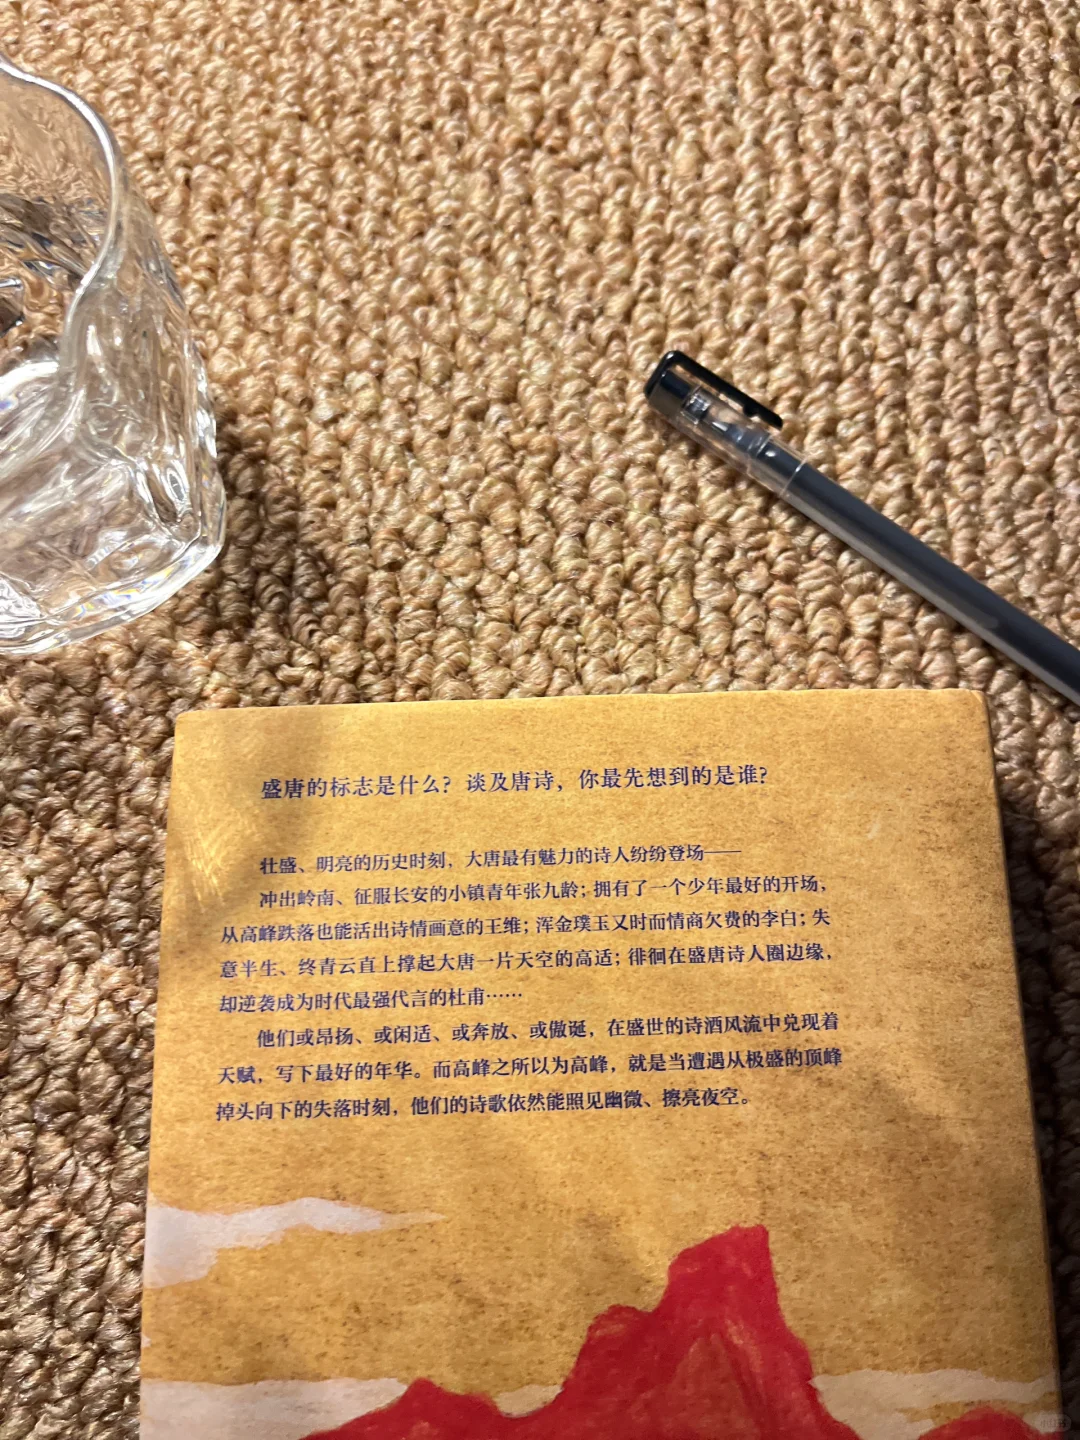 盛唐的标志是什么？谈及唐诗，你最先想到的是谁？
壮盛、明亮的历史时刻，大唐最有魅力的诗人纷纷登场——
冲出岭南、征服长安的小镇青年张九龄；拥有了一个少年最好的开场，
从高峰跌落也能活出诗情画意的王维；浑金璞玉又时而情商欠费的李白；失
意半生、终青云直上撑起大唐一片天空的高适；徘徊在盛唐诗人圈边缘，
却逆袭成为时代最强代言的杜甫……
他们或昂扬、或闲适、或奔放、或傲诞，在盛世的诗酒风流中兑现着
天赋，写下最好的年华。而高峰之所以为高峰，就是当遭遇从极盛的顶峰
掉头向下的失落时刻，他们的诗歌依然能照见幽微、擦亮夜空。